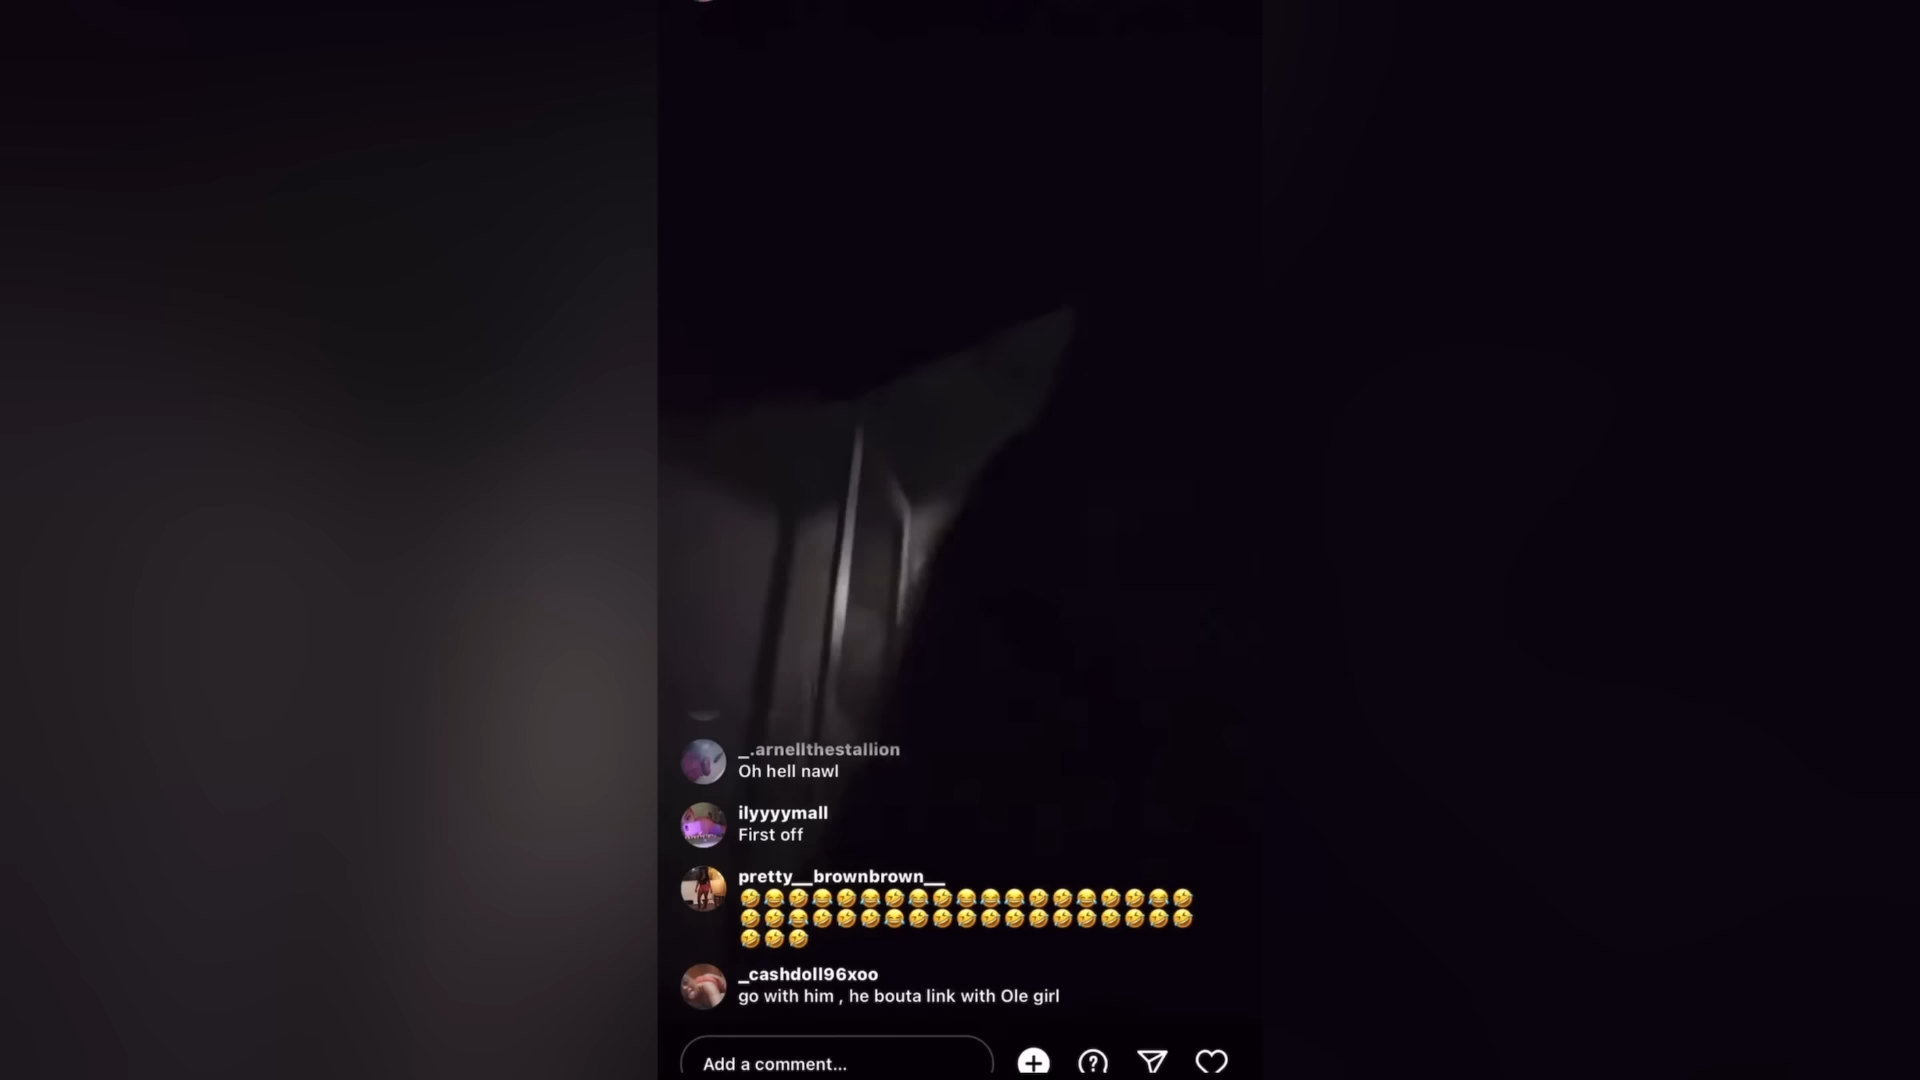 _.arnellthestallion
Oh hell nawl
ilyyyymall
First off
pretty__brownbrown__
🤣😂🤣😂🤣😂🤣😂🤣😂😂😂🤣🤣😂🤣🤣😂🤣
🤣🤣😂🤣🤣🤣😂🤣🤣🤣🤣🤣🤣🤣🤣🤣🤣🤣🤣
🤣🤣🤣
_cashdoll96xoo
go with him , he bouta link with Ole girl
Add a comment...